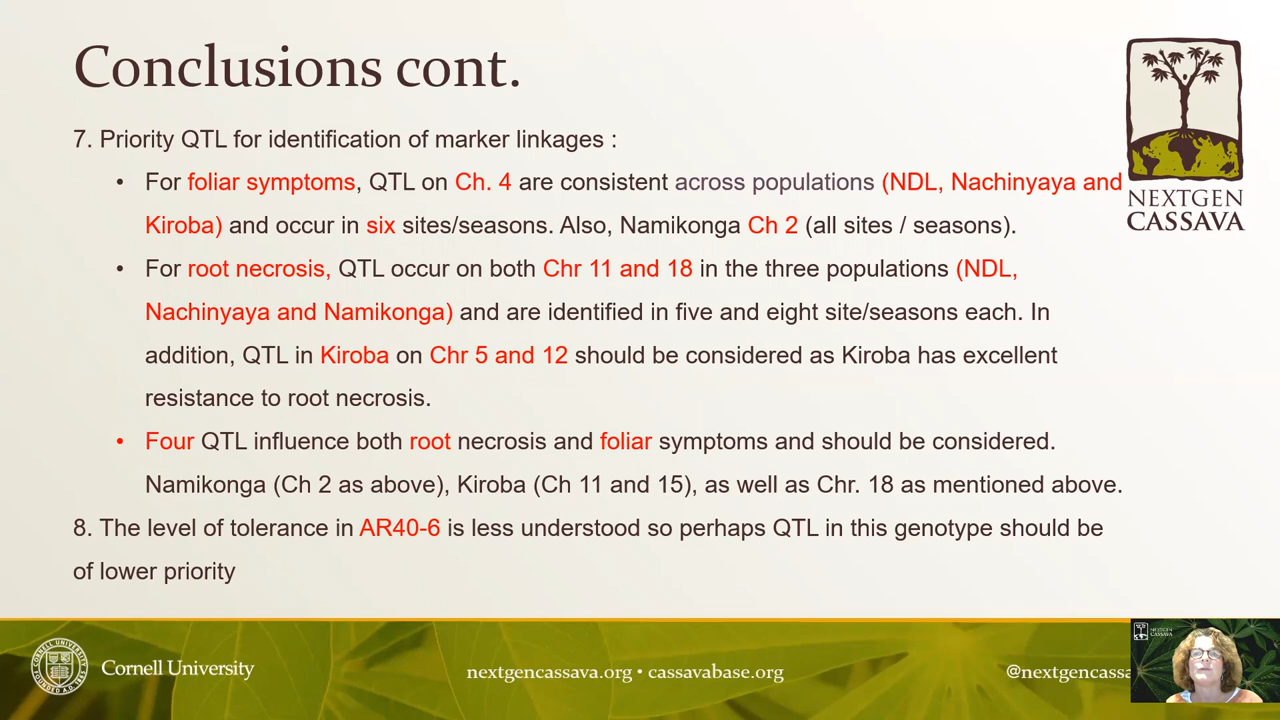 Conclusions cont.
NEXTGEN
CASSAVA
7. Priority QTL for identification of marker linkages :
• For foliar symptoms, QTL on Ch. 4 are consistent across populations (NDL, Nachinyaya and
Kiroba) and occur in six sites/seasons. Also, Namikonga Ch 2 (all sites / seasons).
• For root necrosis, QTL occur on both Chr 11 and 18 in the three populations (NDL,
Nachinyaya and Namikonga) and are identified in five and eight site/seasons each. In
addition, QTL in Kiroba on Chr 5 and 12 should be considered as Kiroba has excellent
resistance to root necrosis.
• Four QTL influence both root necrosis and foliar symptoms and should be considered.
Namikonga (Ch 2 as above), Kiroba (Ch 11 and 15), as well as Chr. 18 as mentioned above.
8. The level of tolerance in AR40-6 is less understood so perhaps QTL in this genotype should be
of lower priority
Cornell University
nextgencassava.org • cassavabase.org
@nextgencassa
NEXTGEN
CASSAVA